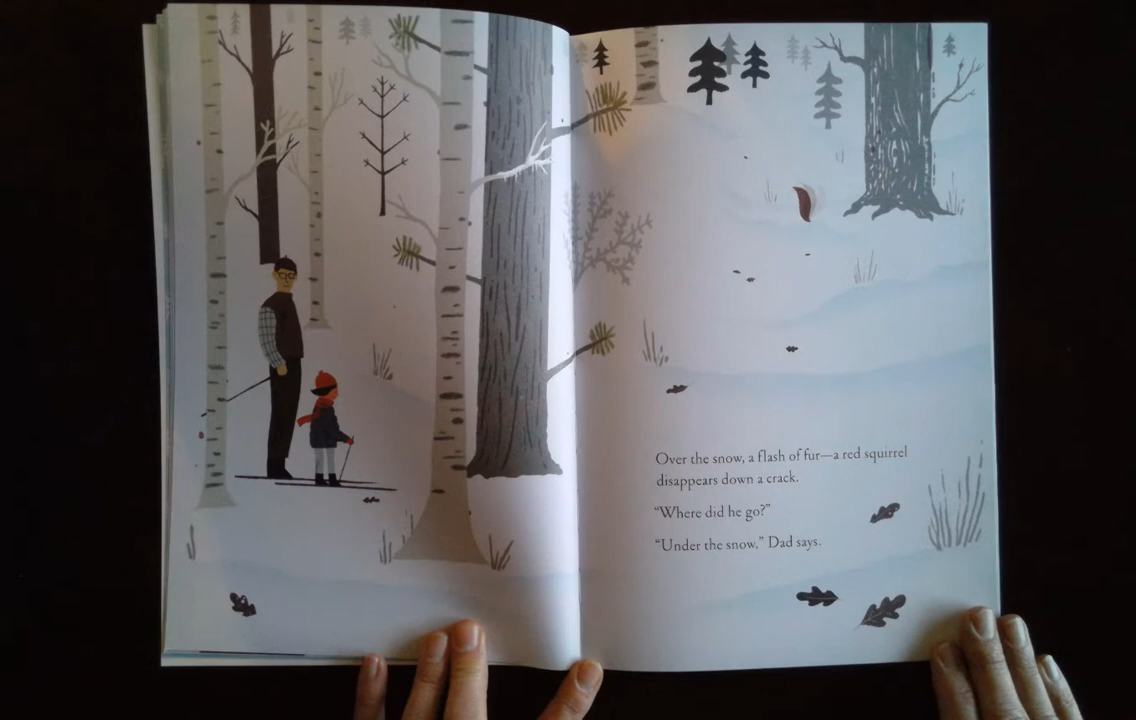 Over the snow, a flash of fur—a red squirrel
disappears down a crack.
“Where did he go?”
“Under the snow,” Dad says.